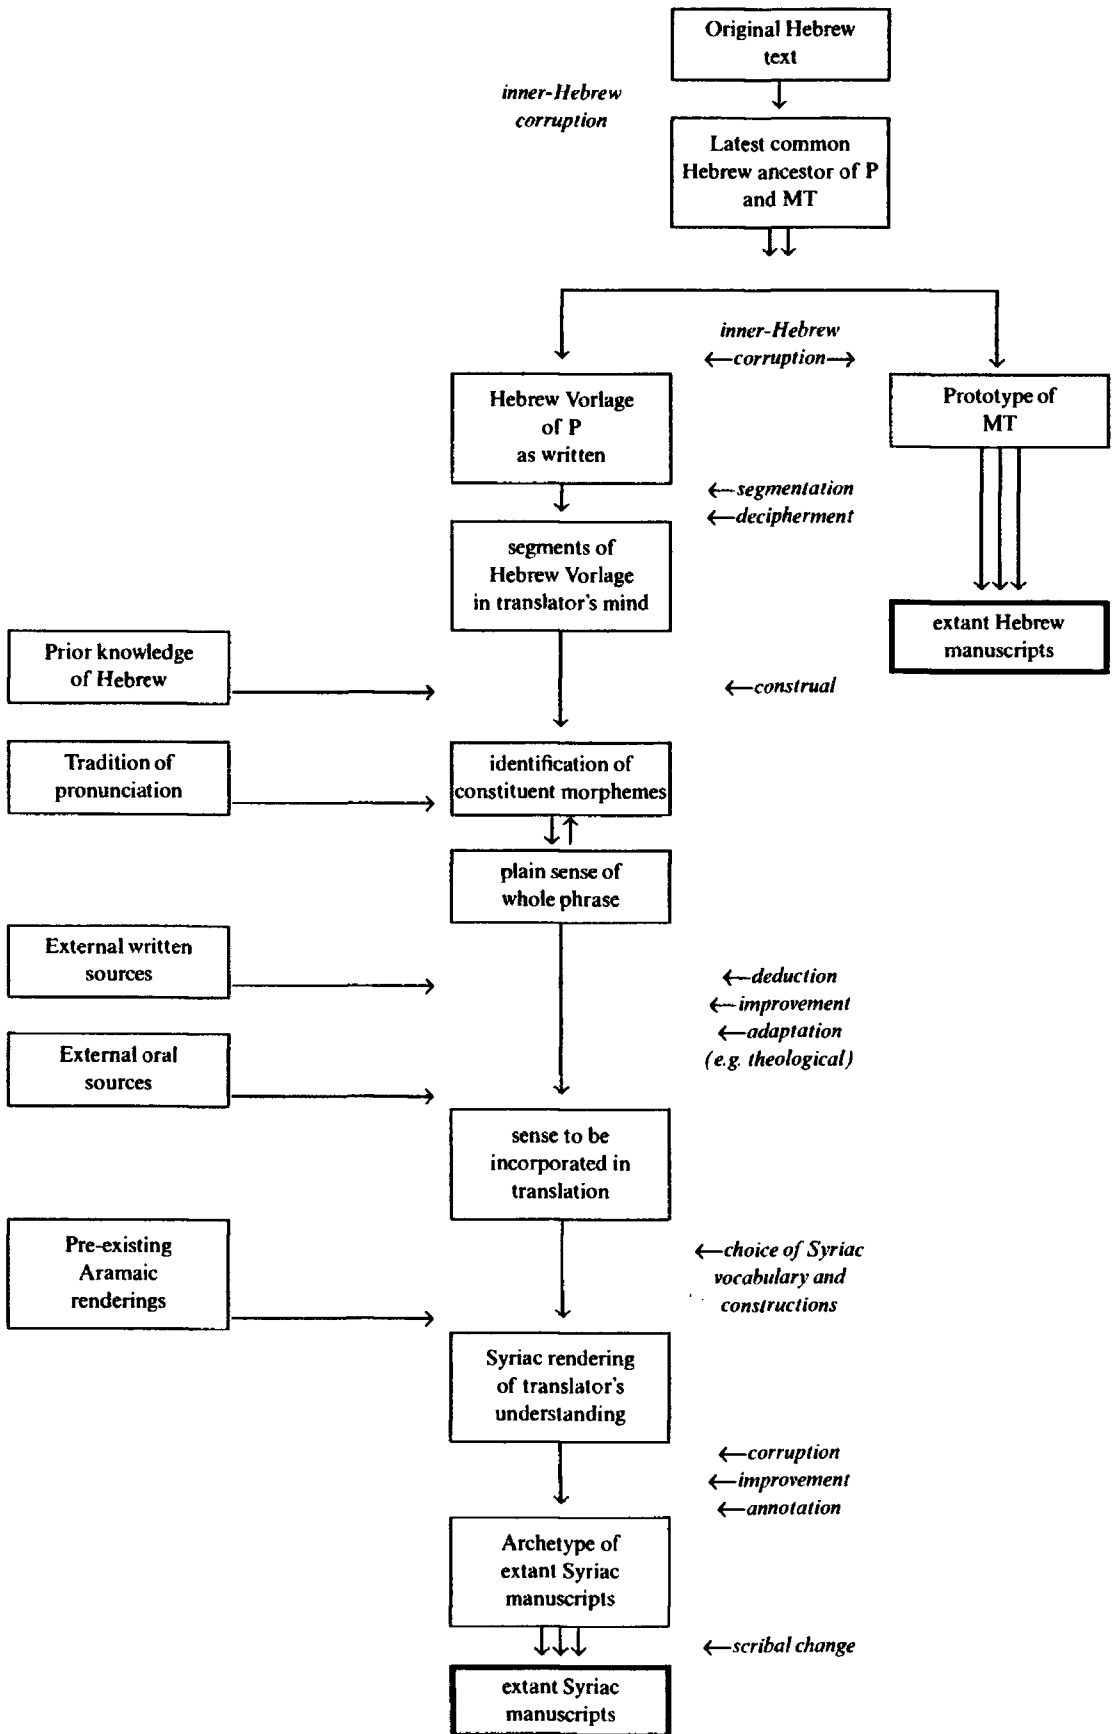 Original Hebrew
text
inner-Hebrew
corruption
Latest common
Hebrew ancestor of P
and MT
inner-Hebrew
←corruption→
Hebrew Vorlage
of P
as written
Prototype of
MT
←segmentation
←decipherment
segments of
Hebrew Vorlage
in translator's mind
extant Hebrew
manuscripts
Prior knowledge
of Hebrew
←construal
Tradition of
pronunciation
identification of
constituent morphemes
plain sense of
whole phrase
External written
sources
←deduction
←improvement
←adaptation
(e.g. theological)
External oral
sources
sense to be
incorporated in
translation
Pre-existing
Aramaic
renderings
←choice of Syriac
vocabulary and
constructions
Syriac rendering
of translator's
understanding
←corruption
←improvement
←annotation
Archetype of
extant Syriac
manuscripts
←scribal change
extant Syriac
manuscripts